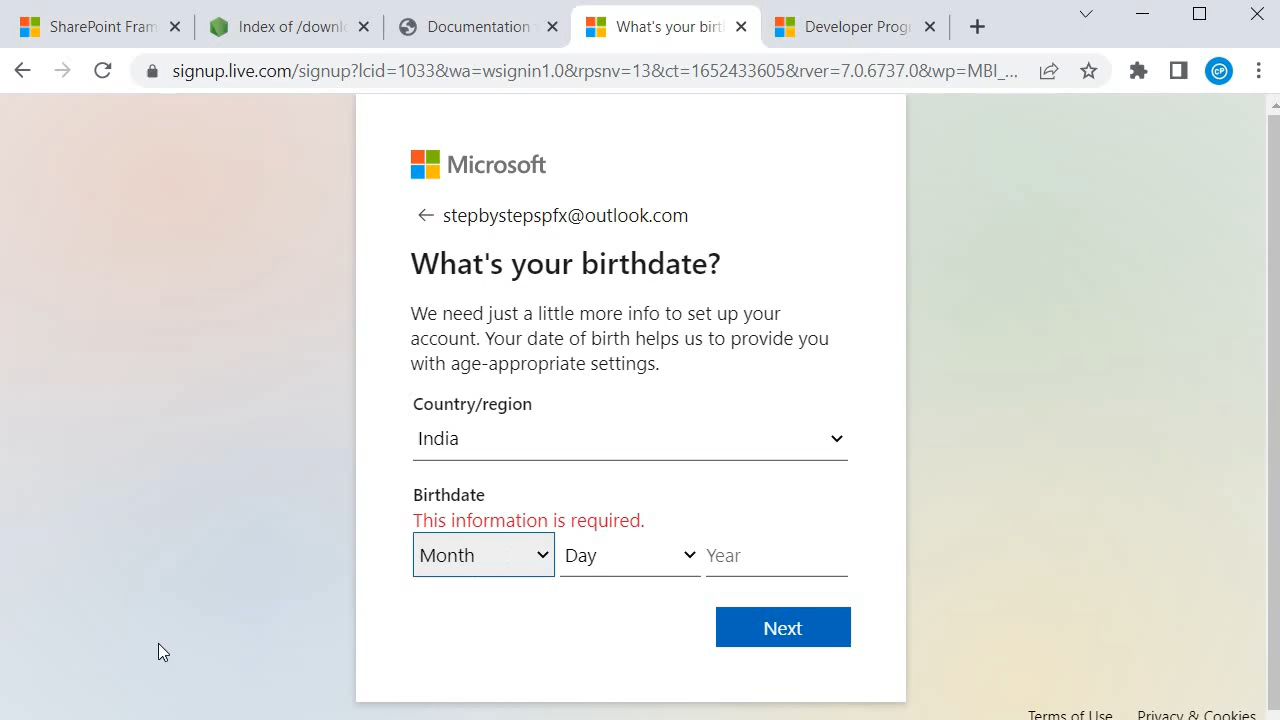 SharePoint Fram
Index of /downl
Documentation
What's your birt
Developer Prog
signup.live.com/signup?lcid=1033&wa=wsignin1.0&rpsnv=13&ct=1652433605&rver=7.0.6737.0&wp=MBI_...
CP
Microsoft
stepbystepspfx@outlook.com
What's your birthdate?
We need just a little more info to set up your
account. Your date of birth helps us to provide you
with age-appropriate settings.
Country/region
India
Birthdate
This information is required.
Month Day Year
Next
Terms of Use Privacy & Cookies